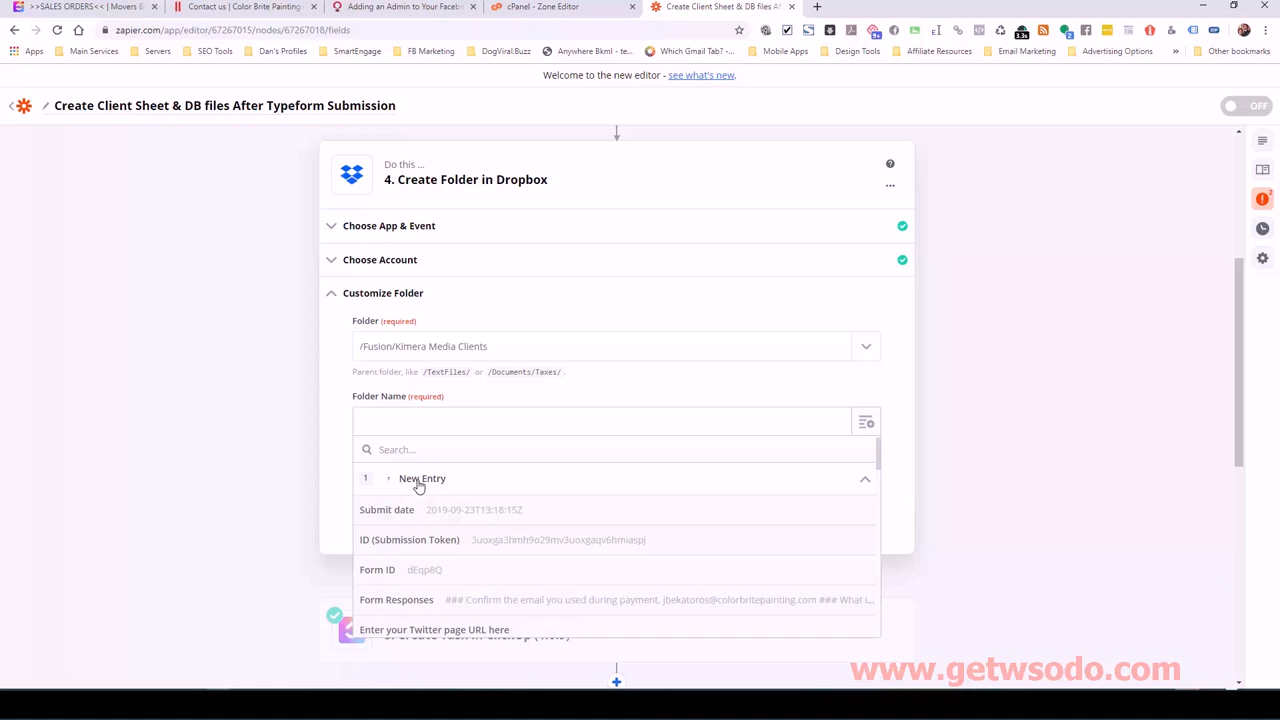 >>SALES ORDERS<< | Movers B
Contact us | Color Brite Painting
Adding an Admin to Your Faceb
cPanel - Zone Editor
Create Client Sheet & DB files Af
zapier.com/app/editor/67267015/nodes/67267018/fields
Apps
Main Services
Servers
SEO Tools
Dan's Profiles
SmartEngage
FB Marketing
DogViral.Buzz
Anywhere Bkml - te...
Which Gmail Tab? -...
Mobile Apps
Design Tools
Affiliate Resources
Email Marketing
Advertising Options
»
Other bookmarks
Welcome to the new editor - see what's new.
Create Client Sheet & DB files After Typeform Submission
OFF
Do this ...
4. Create Folder in Dropbox
Choose App & Event
Choose Account
Customize Folder
Folder (required)
/Fusion/Kimera Media Clients
Parent folder, like /TextFiles/ or /Documents/Taxes/ .
Folder Name (required)
Search...
1 New Entry
Submit date 2019-09-23T13:18:15Z
ID (Submission Token) 3uoxga3hmh9o29mv3uoxgaqv6hmiaspj
Form ID dEqp8Q
Form Responses ### Confirm the email you used during payment. jbekatoros@colorbritepainting.com ### What i...
Enter your Twitter page URL here
www.getwsodo.com